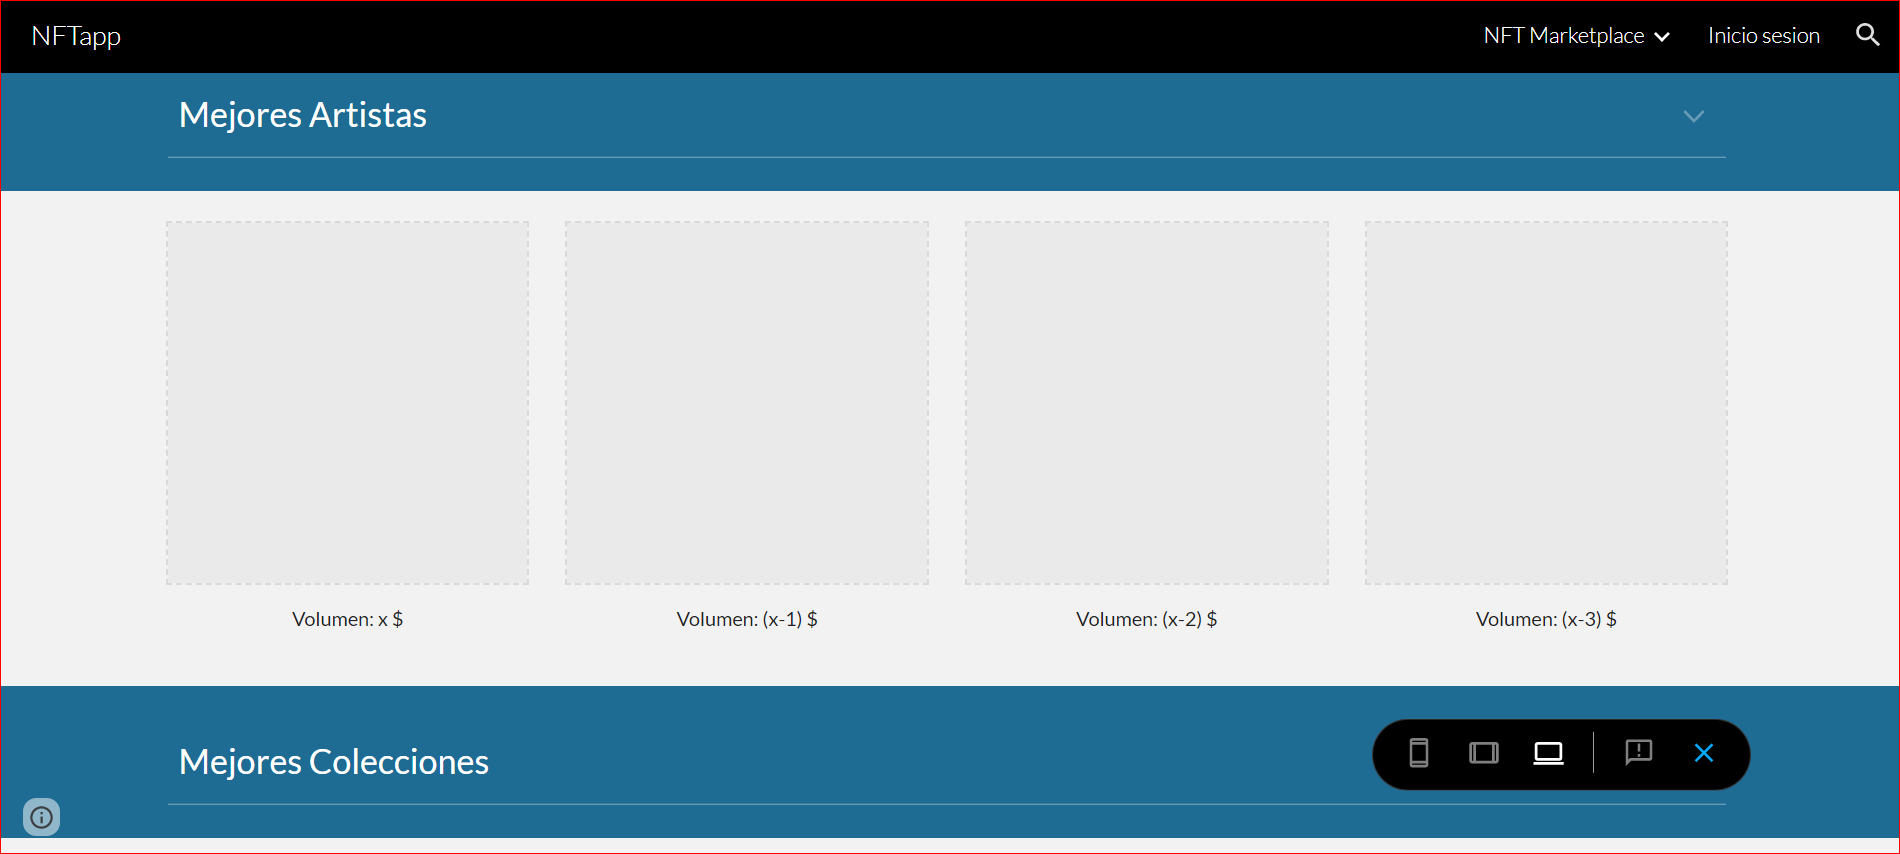 NFTapp
NFT Marketplace
Inicio sesion
Mejores Artistas
Volumen: x $
Volumen: (x-1) $
Volumen: (x-2) $
Volumen: (x-3) $
Mejores Colecciones